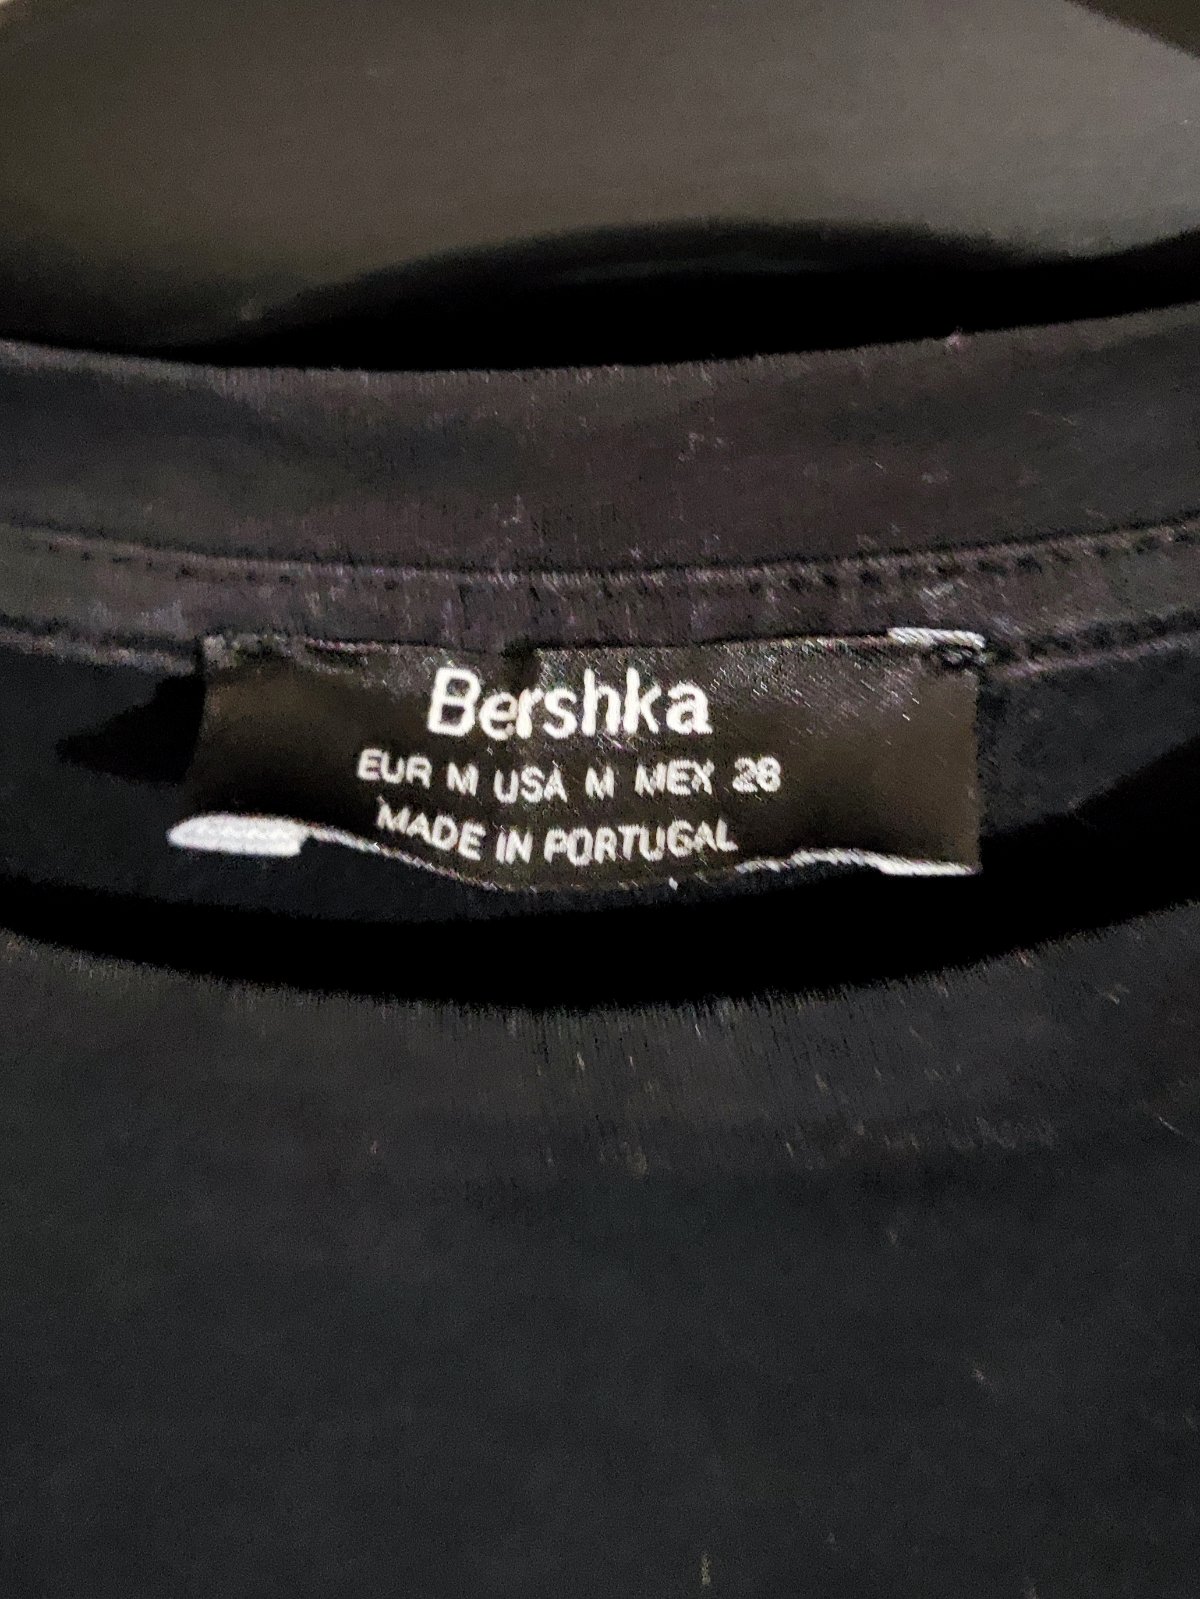 Bershka
EUR M USA M MEX 28
MADE IN PORTUGAL